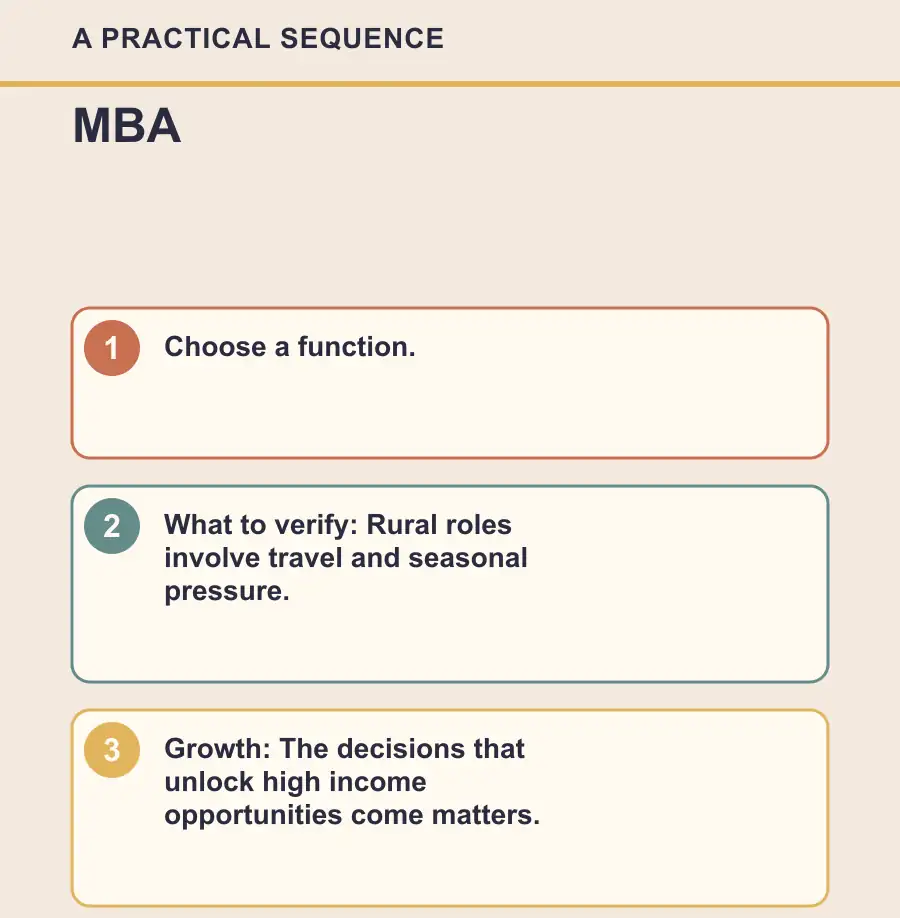 A PRACTICAL SEQUENCE
MBA
1
Choose a function.
2
What to verify: Rural roles
involve travel and seasonal
pressure.
3
Growth: The decisions that
unlock high income
opportunities come matters.